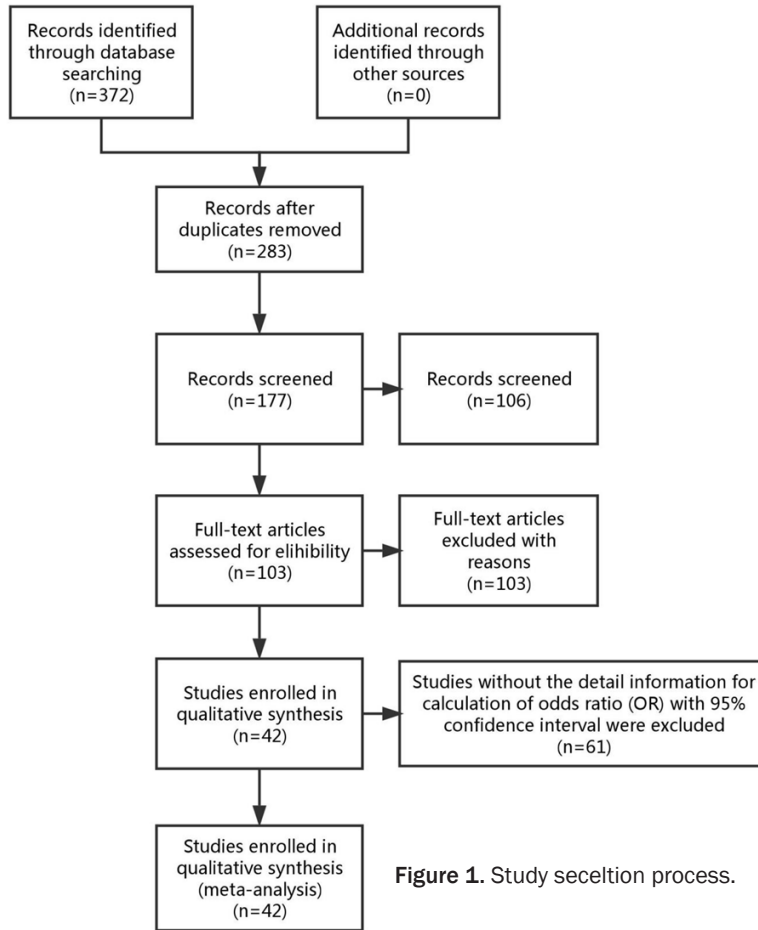 Records identified
through database
searching
(n=372)
Additional records
identified through
other sources
(n=0)
Records after
duplicates removed
(n=283)
Records screened
(n=177)
Records screened
(n=106)
Full-text articles
assessed for elihibility
(n=103)
Full-text articles
excluded with
reasons
(n=103)
Studies enrolled in
qualitative synthesis
(n=42)
Studies without the detail information for
calculation of odds ratio (OR) with 95%
confidence interval were excluded
(n=61)
Studies enrolled in
qualitative synthesis
(meta-analysis)
(n=42)
Figure 1. Study seceltion process.